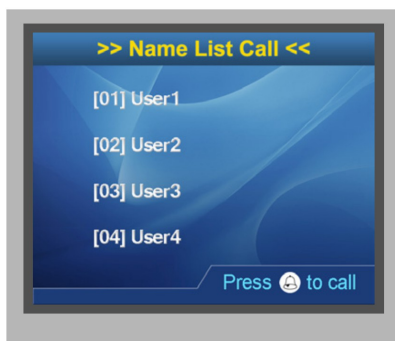 >> Name List Call <<
[01] User1
[02] User2
[03] User3
[04] User4
Press to call